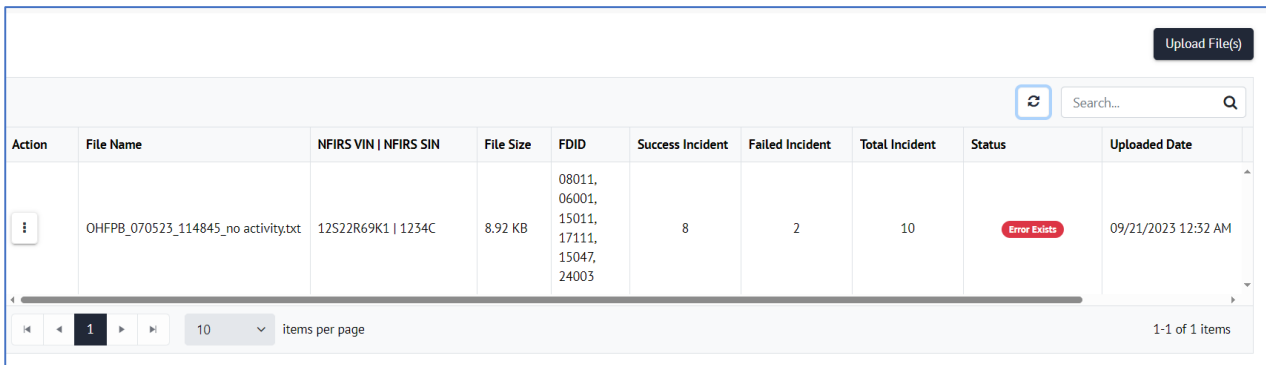 Upload File(s)
Search...
Action File Name NFIRS VIN | NFIRS SIN File Size FDID Success Incident Failed Incident Total Incident Status Uploaded Date
OHFPB_070523_114845_no activity.txt 12S22R69K1 | 1234C 8.92 KB
08011,
06001,
15011,
17111,
15047,
24003
8 2 10 Error Exists 09/21/2023 12:32 AM
1 10 items per page 1-1 of 1 items